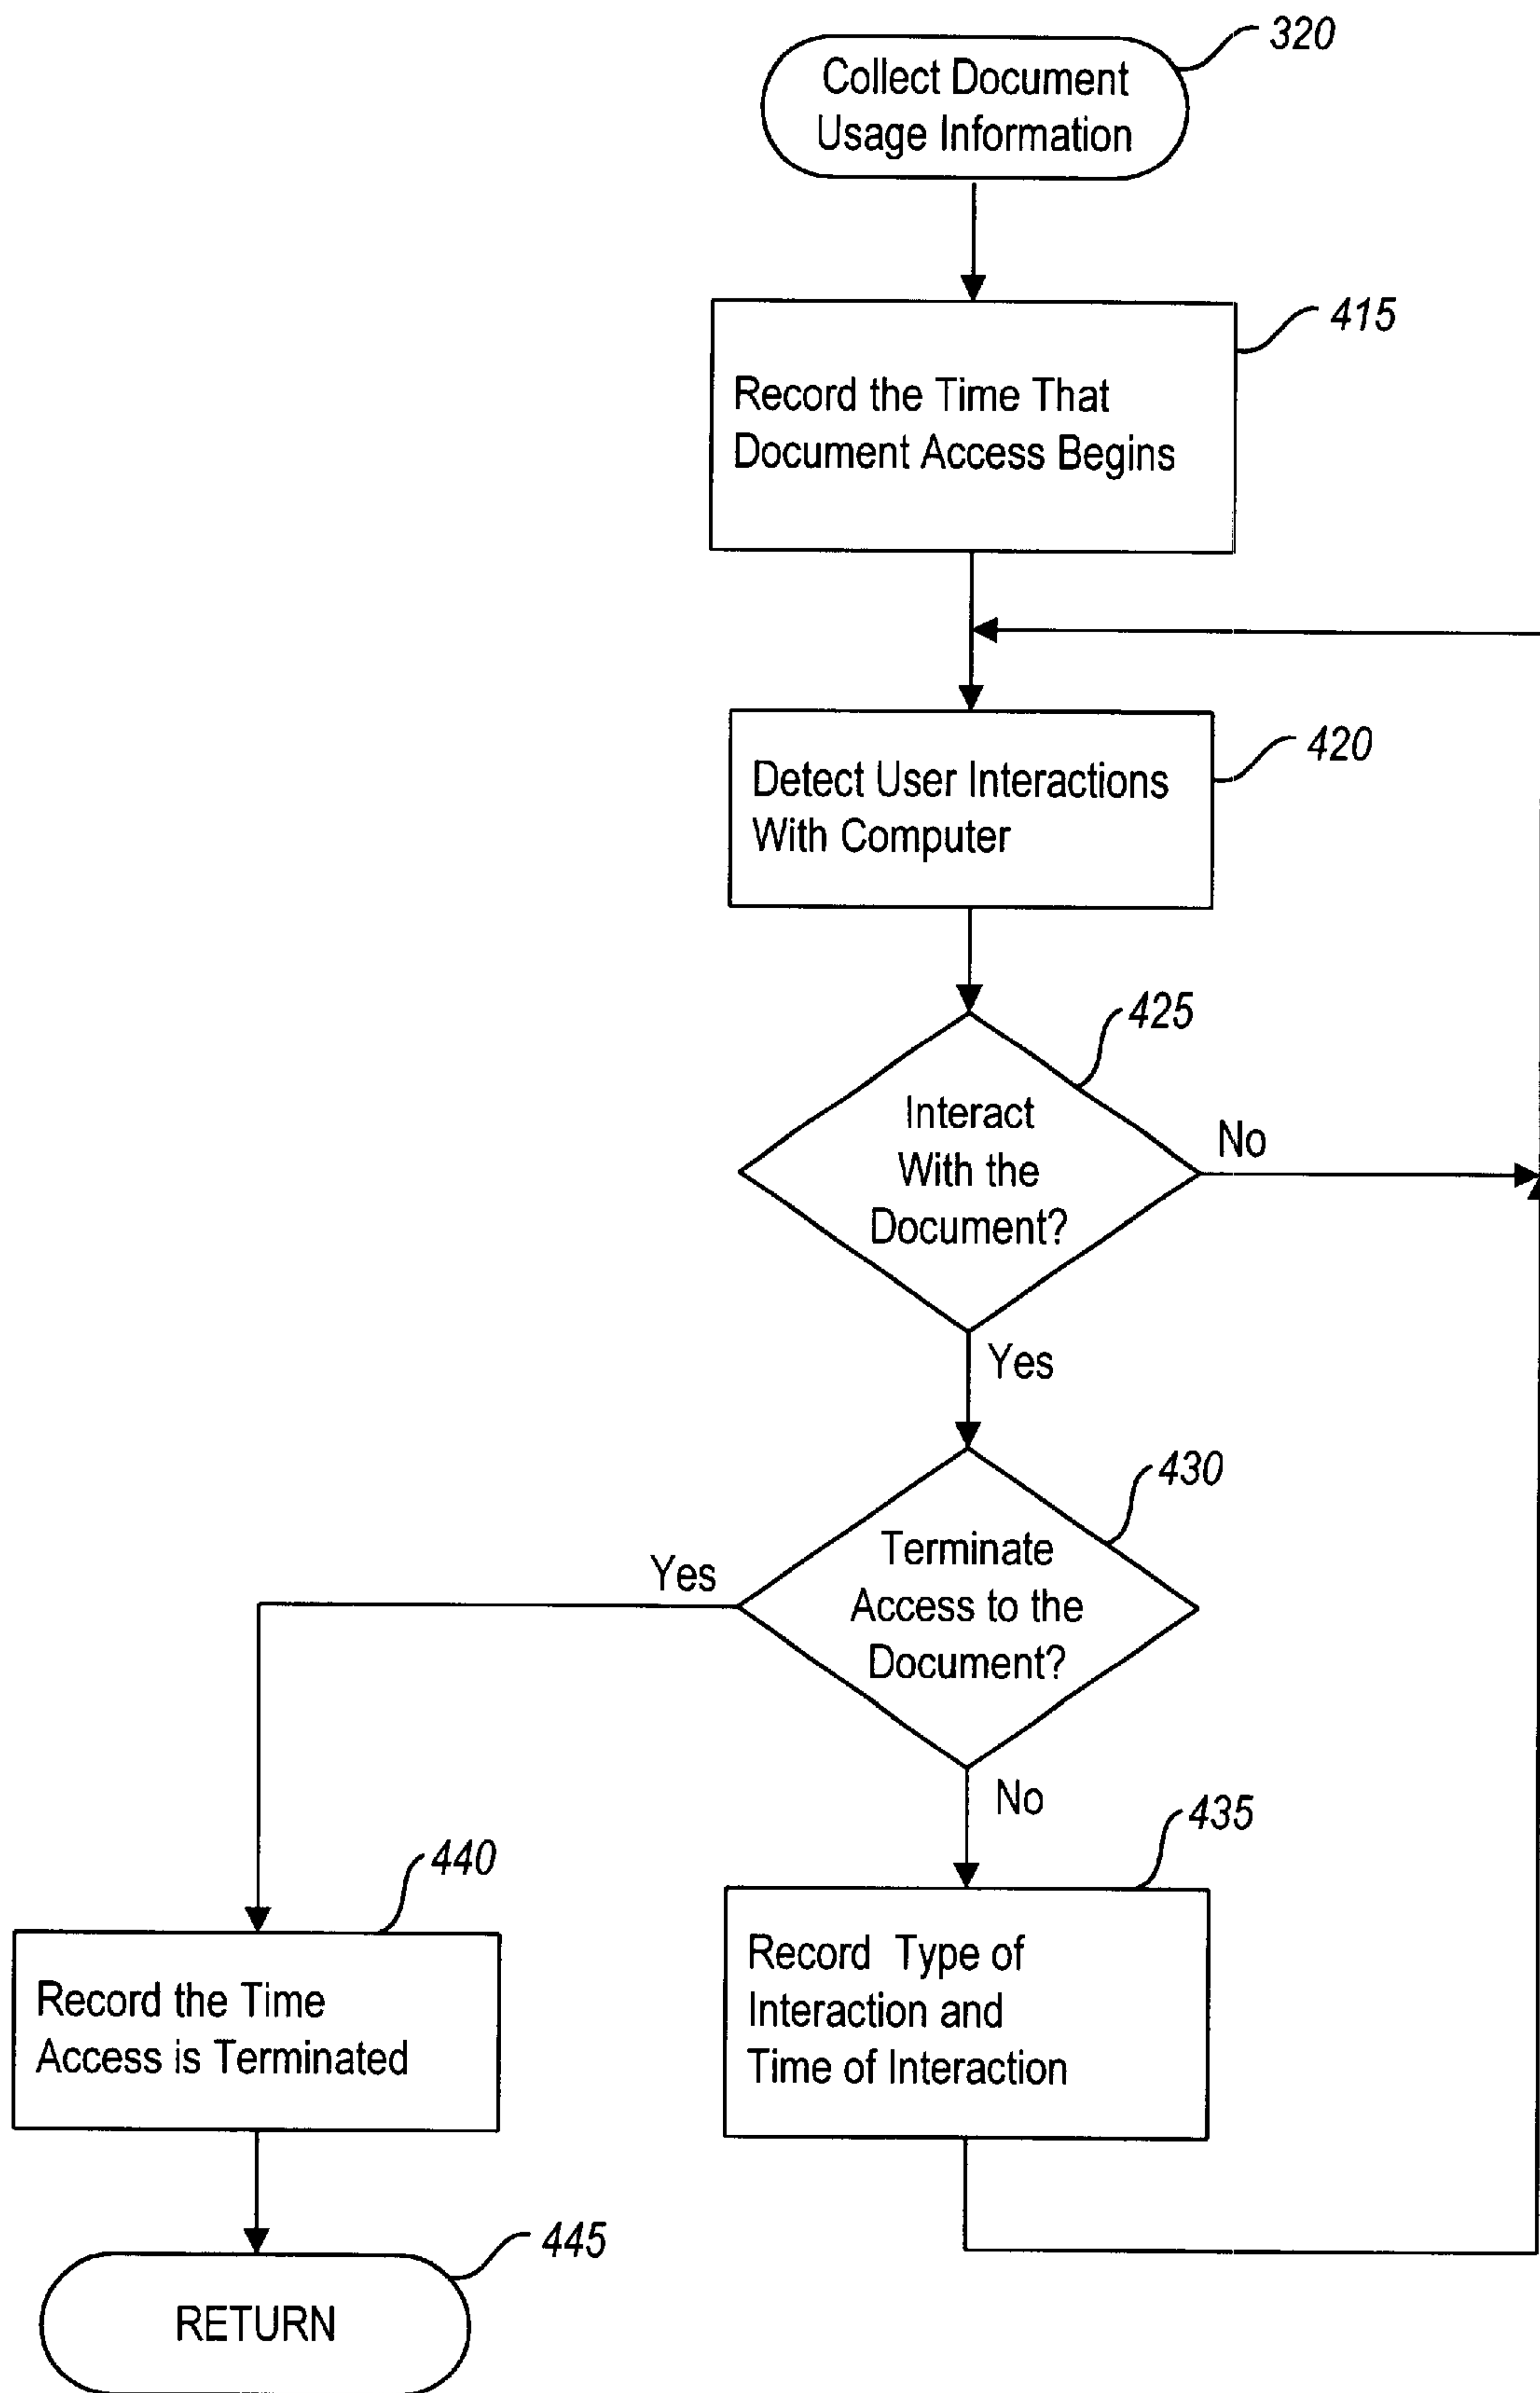 320
Collect Document
Usage Information
415
Record the Time That
Document Access Begins
420
Detect User Interactions
With Computer
425
Interact
With the
Document?
No
Yes
430
Terminate
Access to the
Document?
Yes
No
435
Record Type of
Interaction and
Time of Interaction
440
Record the Time
Access is Terminated
445
RETURN